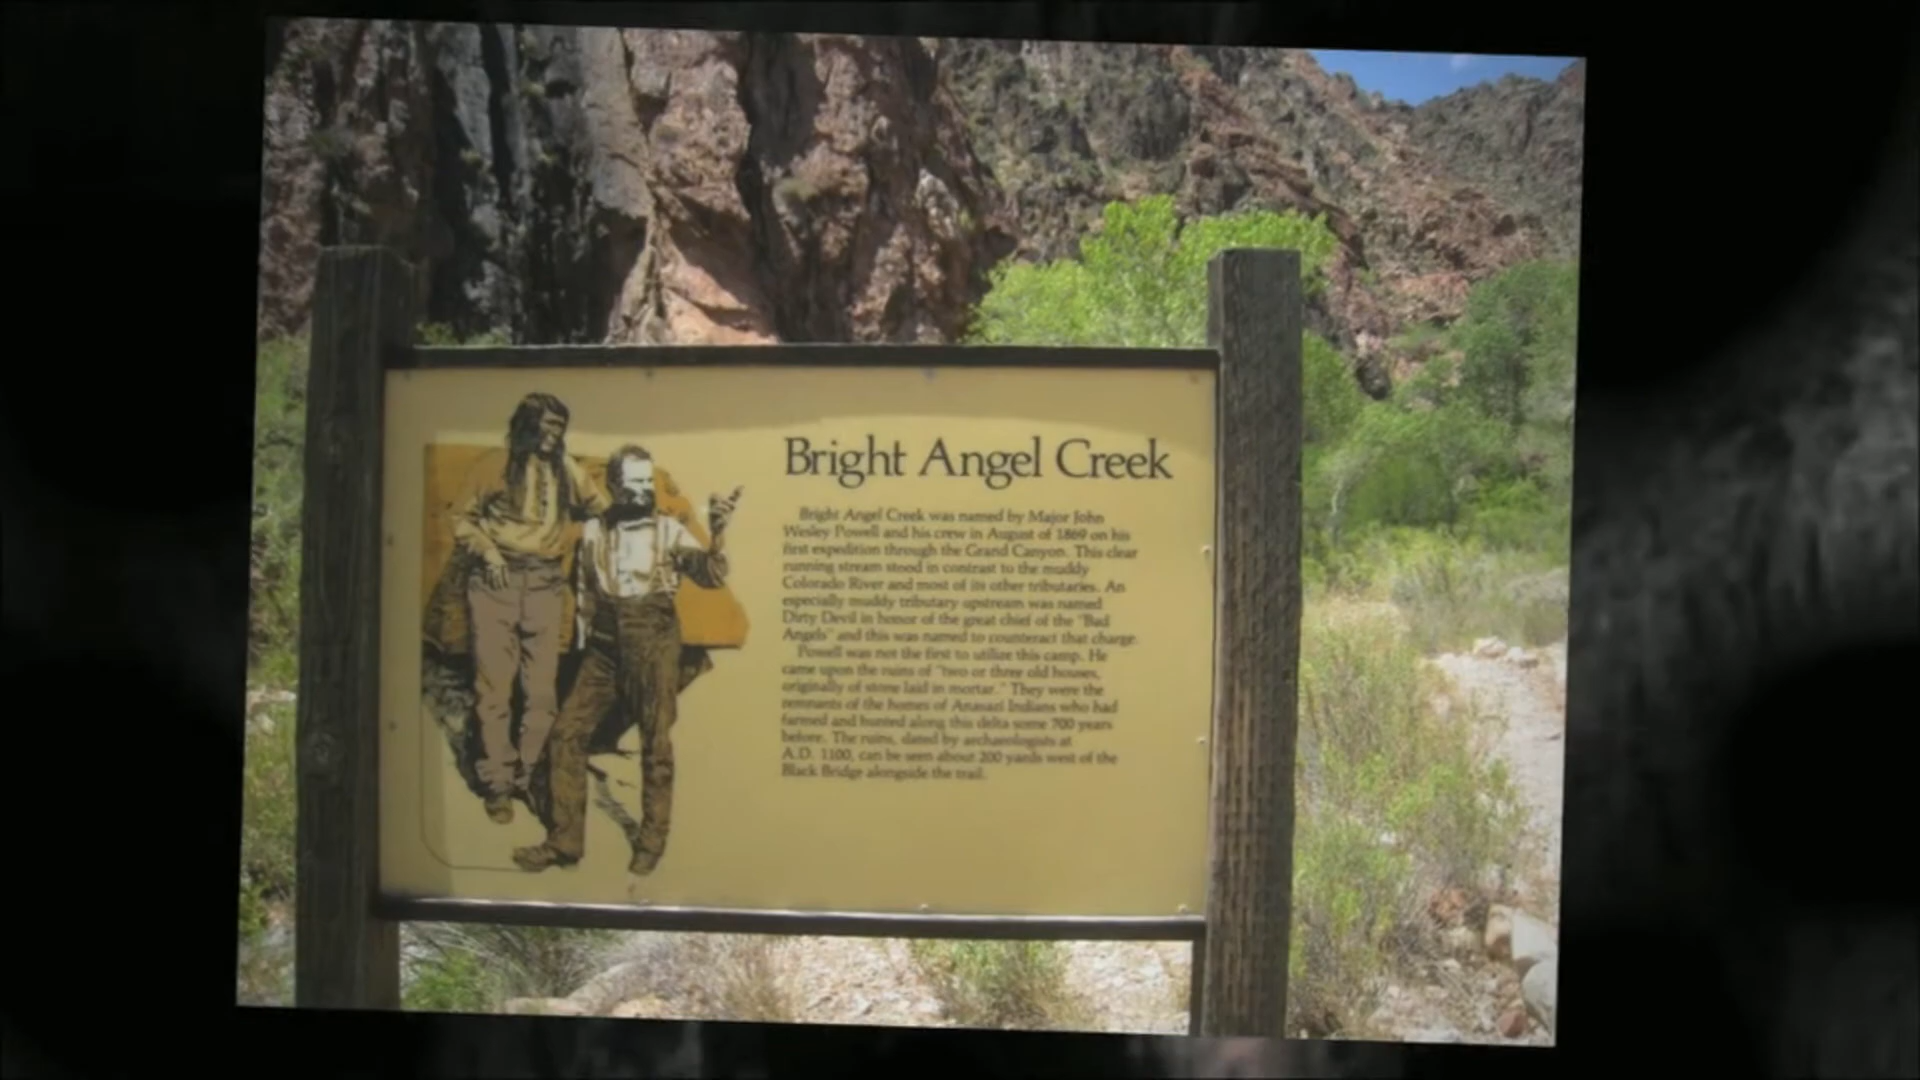 Bright Angel Creek
Bright Angel Creek was named by Major John
Wesley Powell and his crew in August of 1869 on his
first expedition through the Grand Canyon. This clear
running stream stood in contrast to the muddy
Colorado River and most of its other tributaries. An
especially muddy tributary upstream was named
Dirty Devil in honor of the great chief of the "Bad
Angels" and this was named to counteract that charge.
Powell was not the first to utilize this camp. He
came upon the ruins of "two or three old houses,
originally of stone laid in mortar." They were the
remnants of the homes of Anasazi Indians who had
farmed and hunted along this delta some 700 years
before. The ruins, dated by archaeologists at
A.D. 1100, can be seen about 200 yards west of the
Black Bridge alongside the trail.